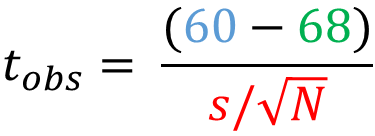 t_obs = (60 − 68) / (s/√N)